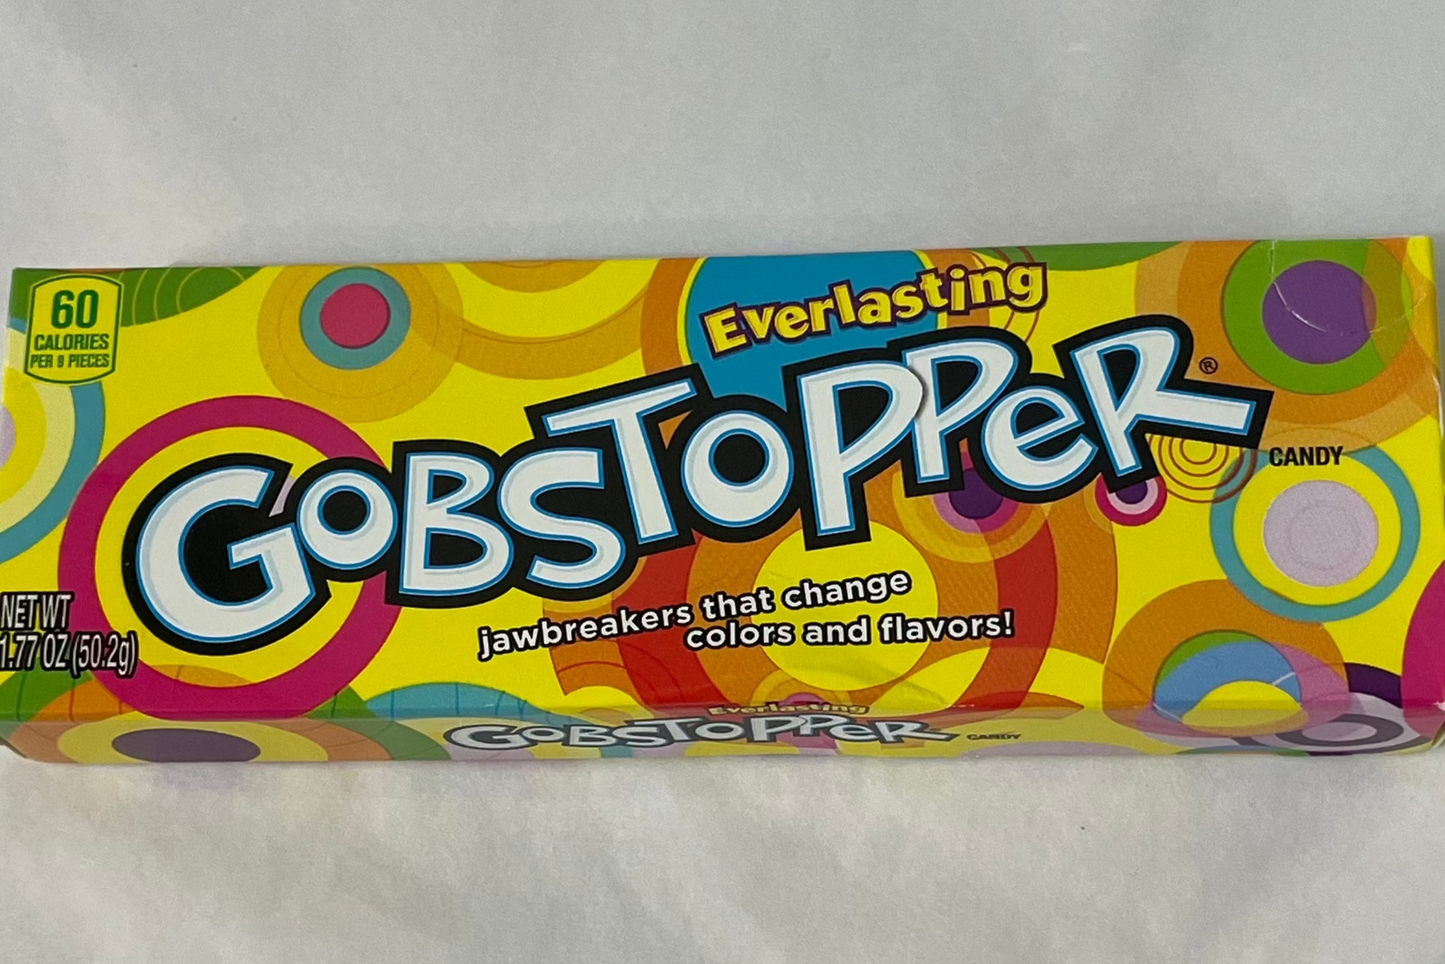 60
CALORIES
PER 9 PIECES
Everlasting
GOBSTOPPER®
CANDY
jawbreakers that change
colors and flavors!
NET WT
1.77 OZ (50.2g)
Everlasting
GOBSTOPPER
CANDY